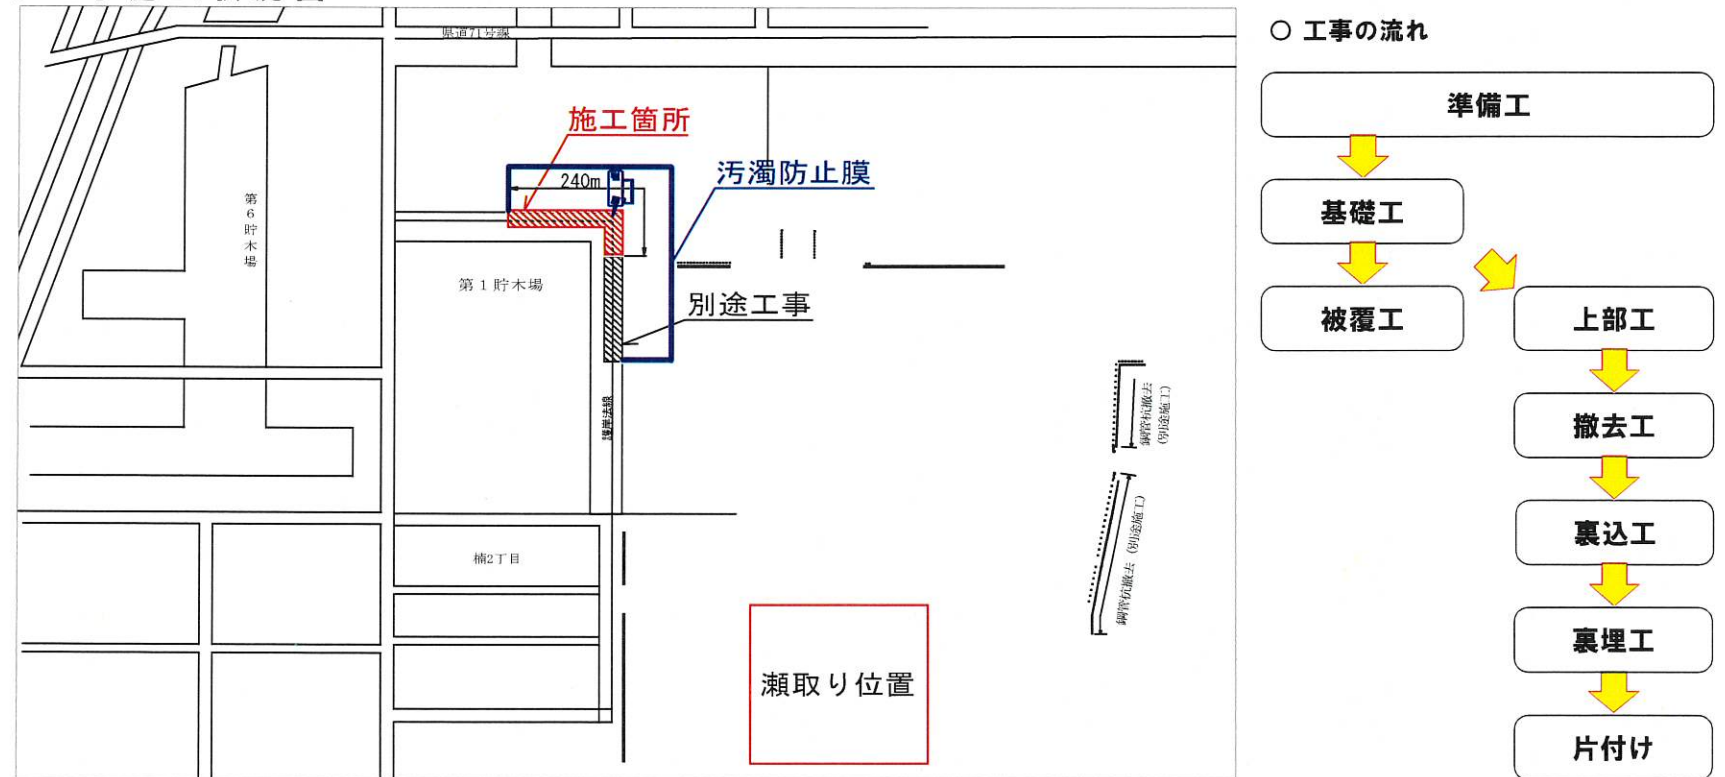 県道71号線
施工箇所
汚濁防止膜
240m
第6貯木場
第1貯木場
別途工事
護岸法線
鋼管杭撤去
(別途施工)
鋼管杭撤去 (別途施工)
楠2丁目
瀬取り位置
○ 工事の流れ
準備工
基礎工
被覆工
上部工
撤去工
裏込工
裏埋工
片付け